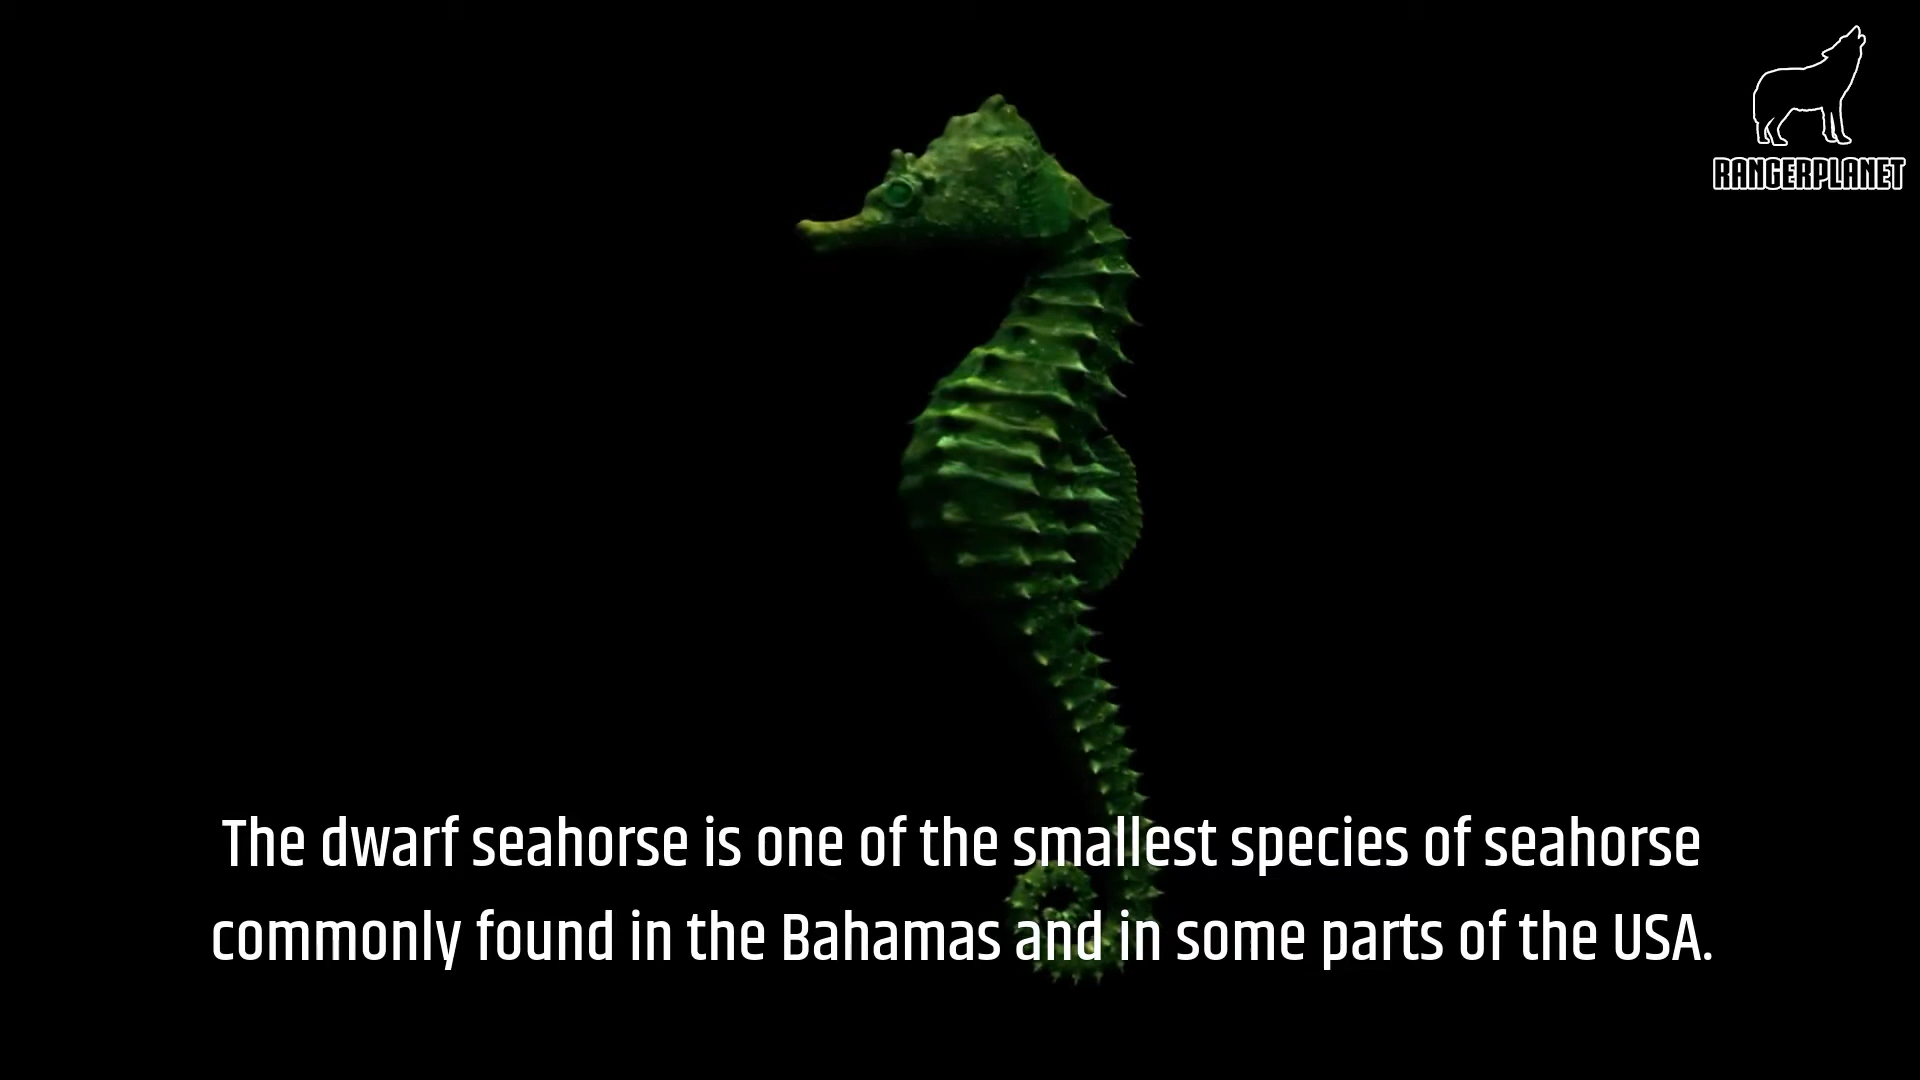 RANGERPLANET
The dwarf seahorse is one of the smallest species of seahorse
commonly found in the Bahamas and in some parts of the USA.